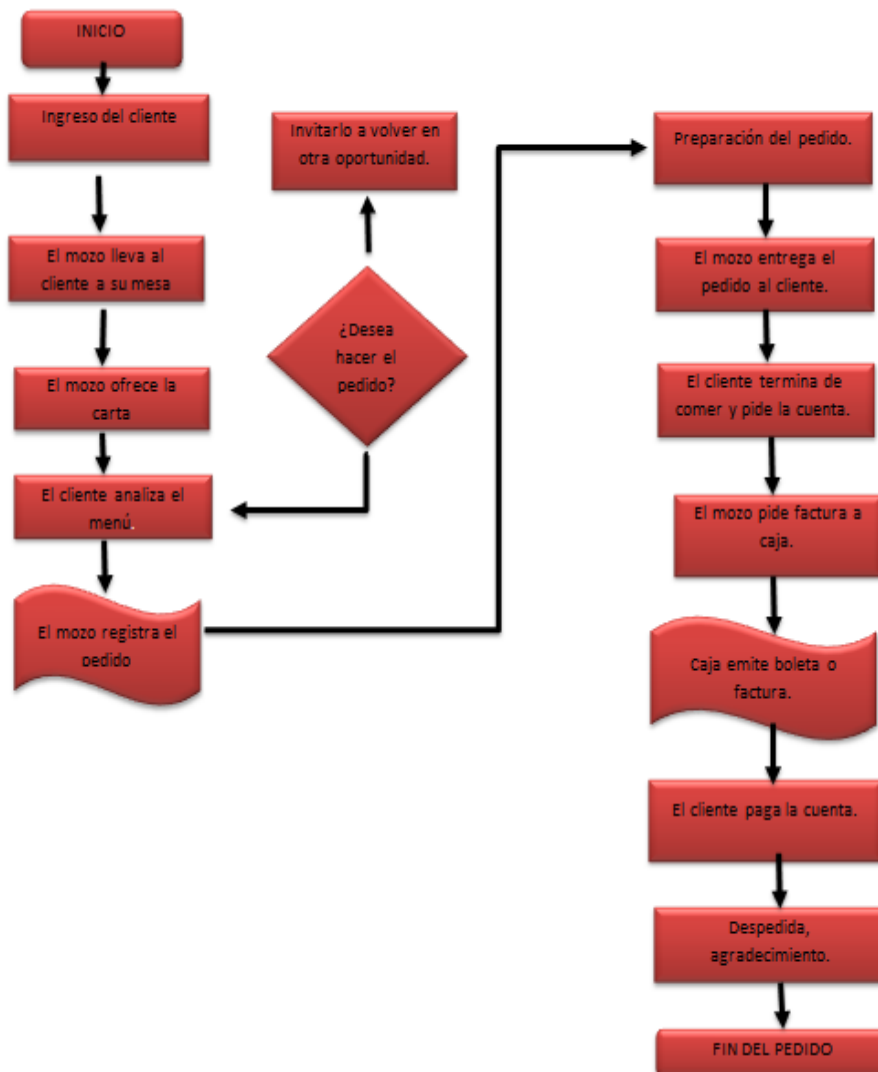 INICIO
Ingreso del cliente
El mozo lleva al
cliente a su mesa
El mozo ofrece la
carta
El cliente analiza el
menú.
El mozo registra el
pedido
Invitarlo a volver en
otra oportunidad.
¿Desea
hacer el
pedido?
Preparación del pedido.
El mozo entrega el
pedido al cliente.
El cliente termina de
comer y pide la cuenta.
El mozo pide factura a
caja.
Caja emite boleta o
factura.
El cliente paga la cuenta.
Despedida,
agradecimiento.
FIN DEL PEDIDO